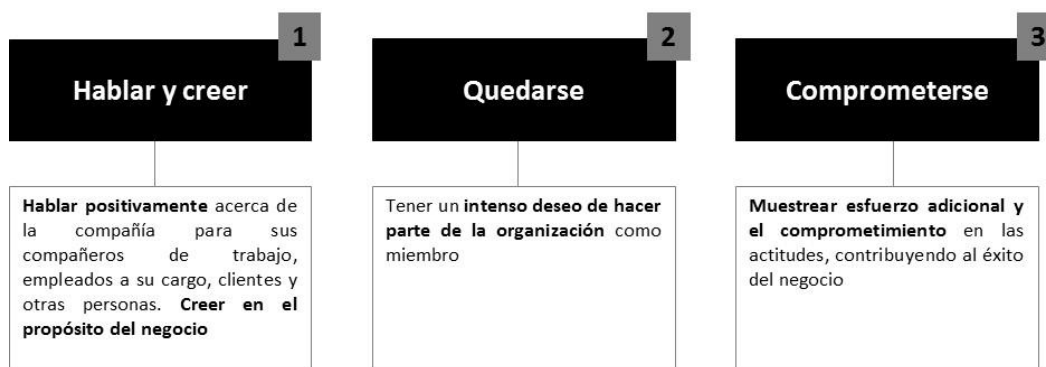 1
Hablar y creer
Hablar positivamente acerca de
la compañía para sus
compañeros de trabajo,
empleados a su cargo, clientes y
otras personas. Creer en el
propósito del negocio
2
Quedarse
Tener un intenso deseo de hacer
parte de la organización como
miembro
3
Comprometerse
Muestrear esfuerzo adicional y
el comprometimiento en las
actitudes, contribuyendo al éxito
del negocio